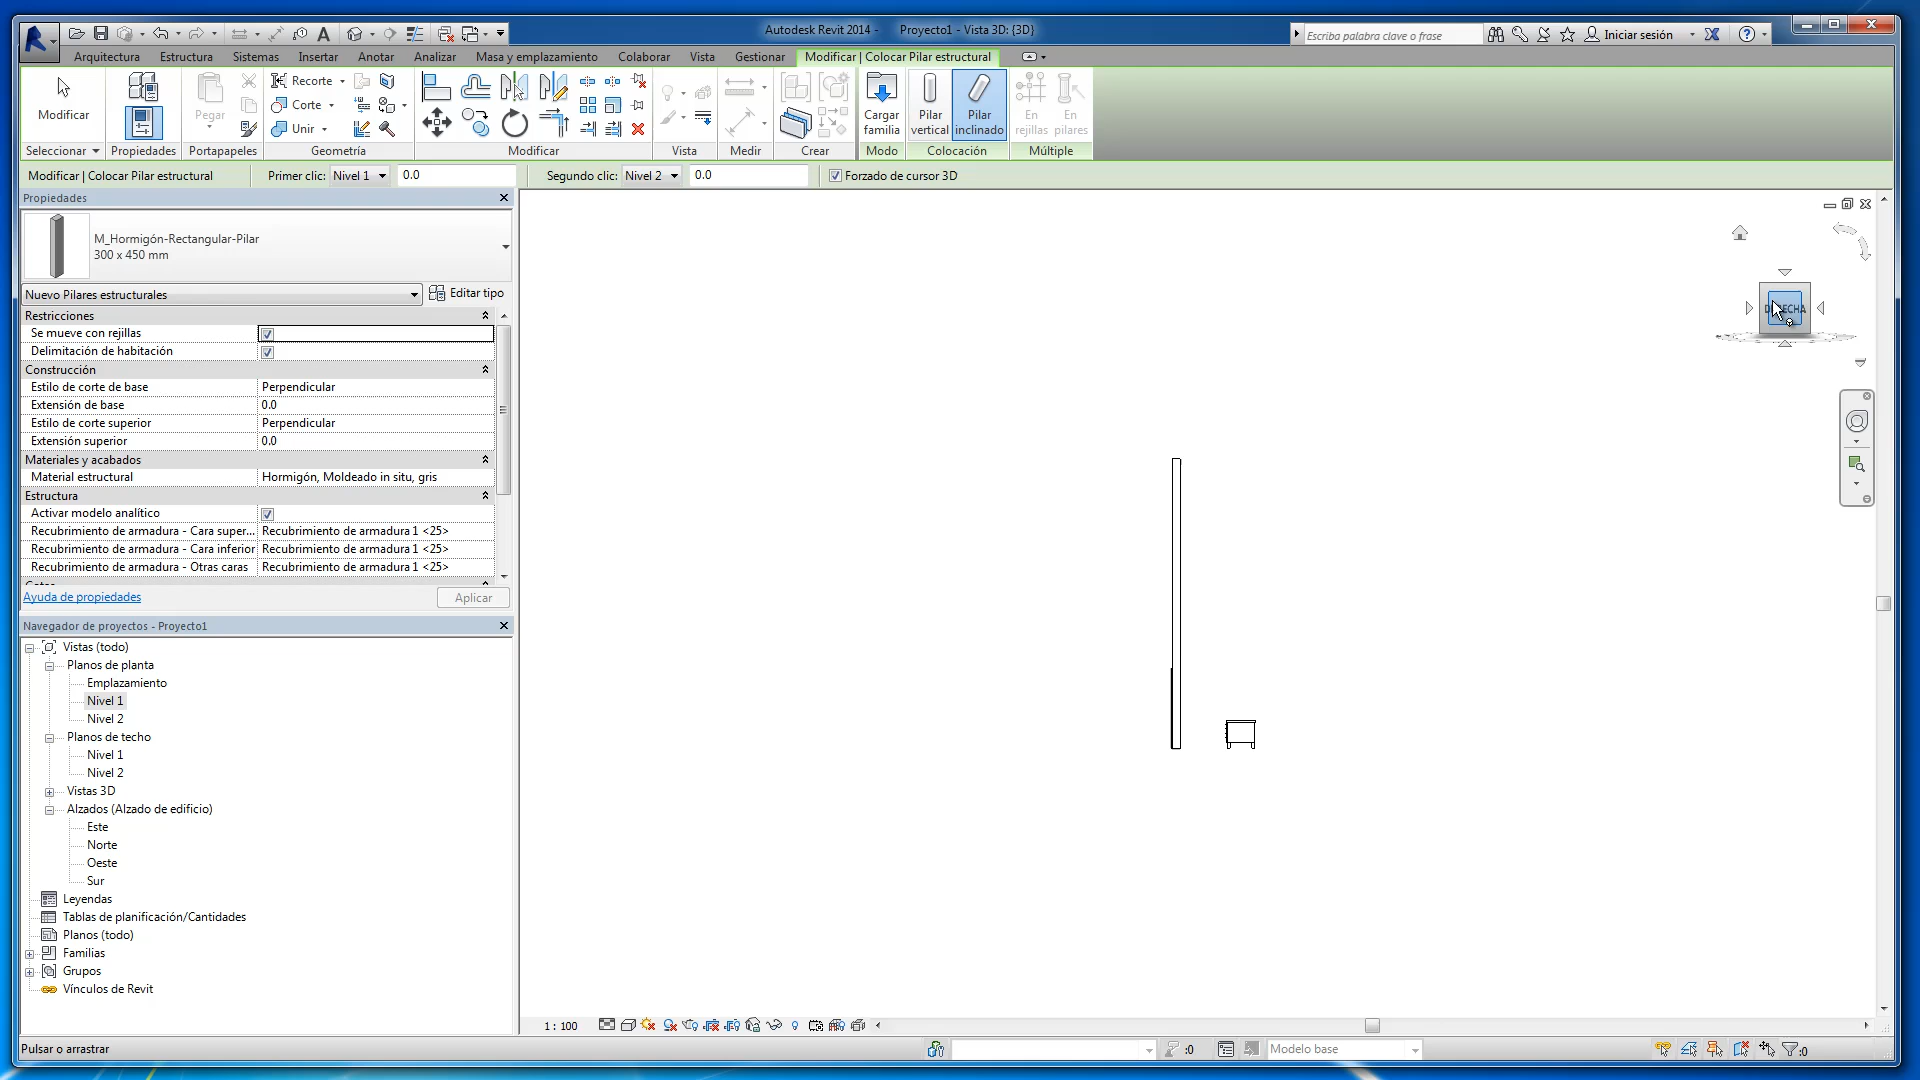 Autodesk Revit 2014 - Proyecto1 - Vista 3D: {3D}
Escriba palabra clave o frase
Iniciar sesión
Arquitectura Estructura Sistemas Insertar Anotar Analizar Masa y emplazamiento Colaborar Vista Gestionar Modificar | Colocar Pilar estructural
Modificar
Pegar
Recorte
Corte
Unir
Cargar familia
Pilar vertical
Pilar inclinado
En rejillas
En pilares
Seleccionar Propiedades Portapapeles Geometría Modificar Vista Medir Crear Modo Colocación Múltiple
Modificar | Colocar Pilar estructural Primer clic: Nivel 1 0.0 Segundo clic: Nivel 2 0.0 Forzado de cursor 3D
Propiedades
M_Hormigón-Rectangular-Pilar
300 x 450 mm
Nuevo Pilares estructurales Editar tipo
Restricciones
Se mueve con rejillas
Delimitación de habitación
Construcción
Estilo de corte de base Perpendicular
Extensión de base 0.0
Estilo de corte superior Perpendicular
Extensión superior 0.0
Materiales y acabados
Material estructural Hormigón, Moldeado in situ, gris
Estructura
Activar modelo analítico
Recubrimiento de armadura - Cara super... Recubrimiento de armadura 1 <25>
Recubrimiento de armadura - Cara inferior Recubrimiento de armadura 1 <25>
Recubrimiento de armadura - Otras caras Recubrimiento de armadura 1 <25>
Ayuda de propiedades Aplicar
Navegador de proyectos - Proyecto1
Vistas (todo)
Planos de planta
Emplazamiento
Nivel 1
Nivel 2
Planos de techo
Nivel 1
Nivel 2
Vistas 3D
Alzados (Alzado de edificio)
Este
Norte
Oeste
Sur
Leyendas
Tablas de planificación/Cantidades
Planos (todo)
Familias
Grupos
Vínculos de Revit
1 : 100
Pulsar o arrastrar
:0
Modelo base
:0